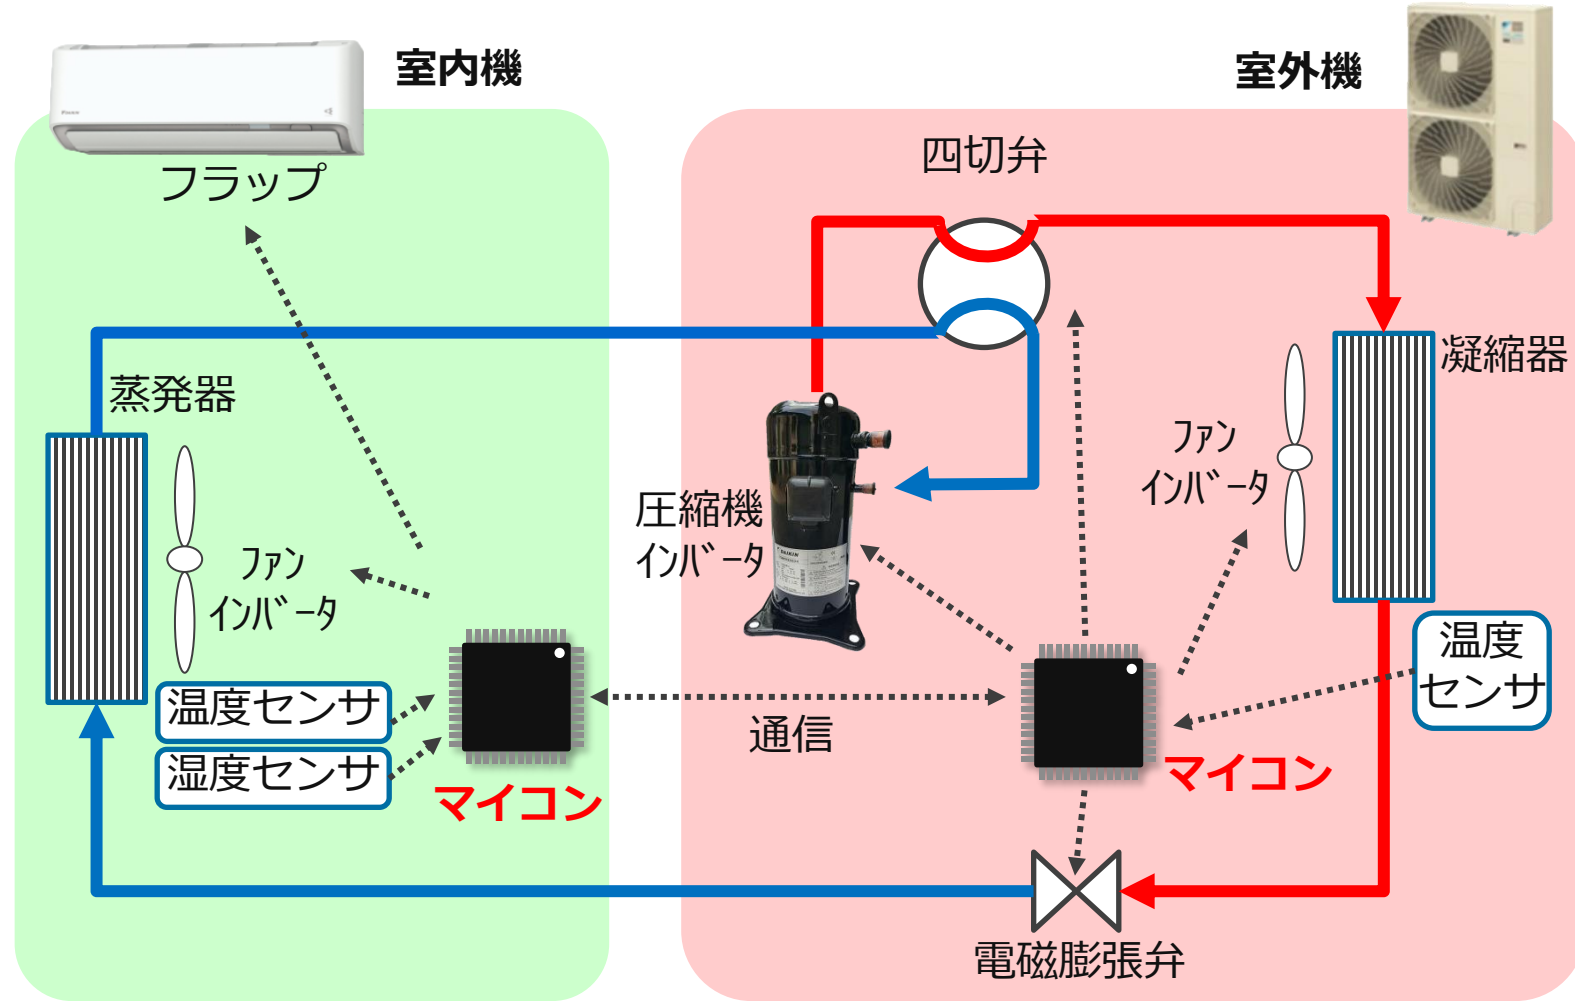 室内機
室外機
フラップ
四切弁
蒸発器
凝縮器
ファン
インバータ
圧縮機
インバータ
ファン
インバータ
温度センサ
湿度センサ
マイコン
通信
マイコン
温度
センサ
電磁膨張弁
DAIKIN